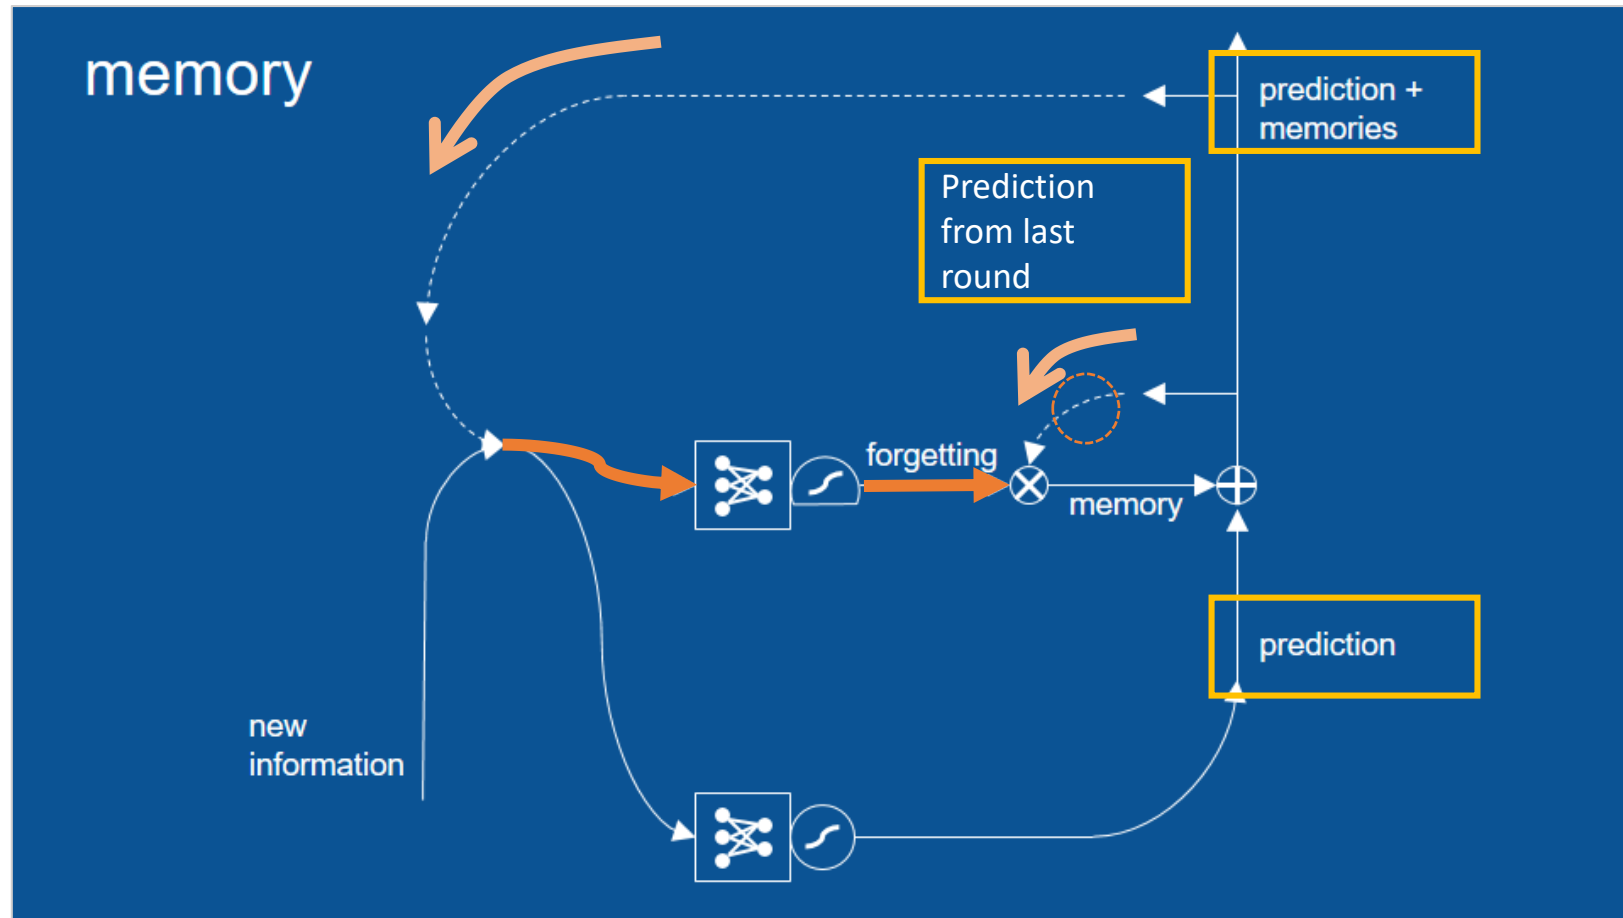 memory
prediction +
memories
Prediction
from last
round
forgetting
memory
prediction
new
information